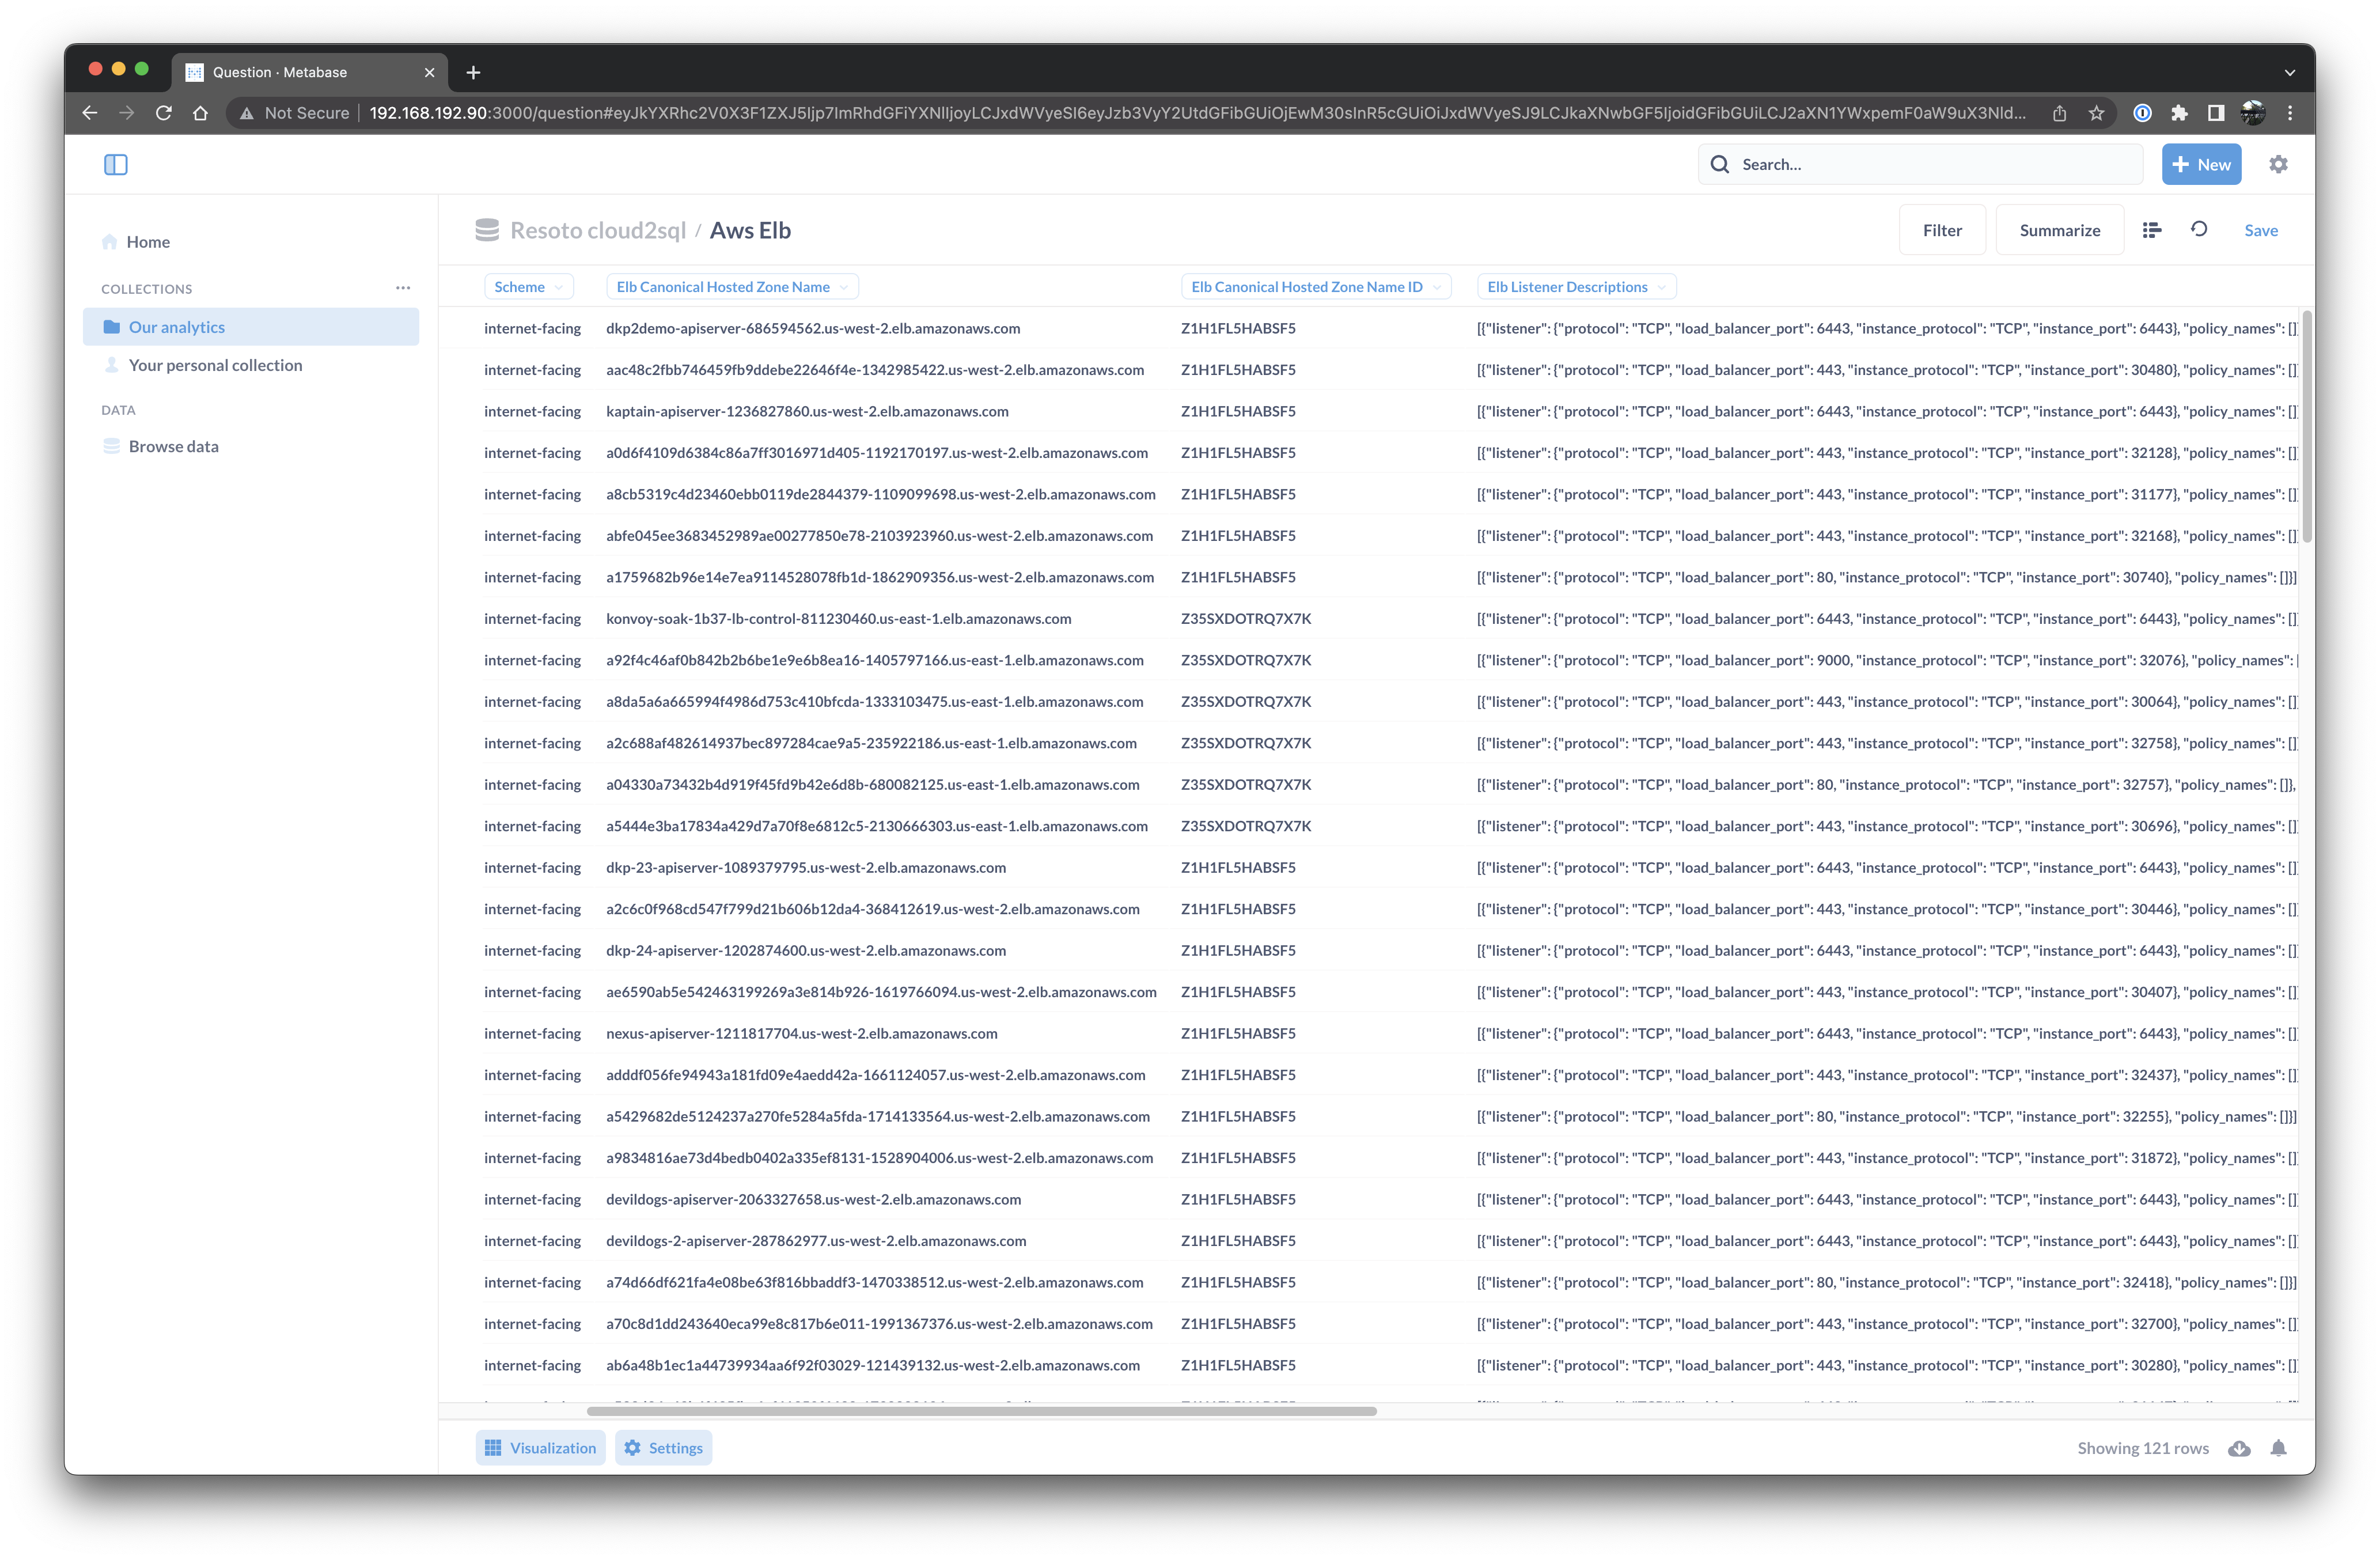 Question · Metabase
Not Secure 192.168.192.90:3000/question#eyJkYXRhc2V0X3F1ZXJ5Ijp7ImRhdGFiYXNlIjoyLCJxdWVyeSI6eyJzb3VyY2UtdGFibGUiOjEwM30sInR5cGUiOiJxdWVyeSJ9LCJkaXNwbGF5IjoidGFibGUiLCJ2aXN1YWxpemF0aW9uX3NldId...
Search...
New
Home
COLLECTIONS
Our analytics
Your personal collection
DATA
Browse data
Resoto cloud2sql / Aws Elb
Filter
Summarize
Save
Scheme Elb Canonical Hosted Zone Name Elb Canonical Hosted Zone Name ID Elb Listener Descriptions
internet-facing dkp2demo-apiserver-686594562.us-west-2.elb.amazonaws.com Z1H1FL5HABSF5 [{"listener": {"protocol": "TCP", "load_balancer_port": 6443, "instance_protocol": "TCP", "instance_port": 6443}, "policy_names": []
internet-facing aac48c2fbb746459fb9ddebe22646f4e-1342985422.us-west-2.elb.amazonaws.com Z1H1FL5HABSF5 [{"listener": {"protocol": "TCP", "load_balancer_port": 443, "instance_protocol": "TCP", "instance_port": 30480}, "policy_names": []
internet-facing kaptain-apiserver-1236827860.us-west-2.elb.amazonaws.com Z1H1FL5HABSF5 [{"listener": {"protocol": "TCP", "load_balancer_port": 6443, "instance_protocol": "TCP", "instance_port": 6443}, "policy_names": []
internet-facing a0d6f4109d6384c86a7ff3016971d405-1192170197.us-west-2.elb.amazonaws.com Z1H1FL5HABSF5 [{"listener": {"protocol": "TCP", "load_balancer_port": 443, "instance_protocol": "TCP", "instance_port": 32128}, "policy_names": []
internet-facing a8cb5319c4d23460ebb0119de2844379-1109099698.us-west-2.elb.amazonaws.com Z1H1FL5HABSF5 [{"listener": {"protocol": "TCP", "load_balancer_port": 443, "instance_protocol": "TCP", "instance_port": 31177}, "policy_names": []
internet-facing abfe045ee3683452989ae00277850e78-2103923960.us-west-2.elb.amazonaws.com Z1H1FL5HABSF5 [{"listener": {"protocol": "TCP", "load_balancer_port": 443, "instance_protocol": "TCP", "instance_port": 32168}, "policy_names": []
internet-facing a1759682b96e14e7ea9114528078fb1d-1862909356.us-west-2.elb.amazonaws.com Z1H1FL5HABSF5 [{"listener": {"protocol": "TCP", "load_balancer_port": 80, "instance_protocol": "TCP", "instance_port": 30740}, "policy_names": []}]
internet-facing konvoy-soak-1b37-lb-control-811230460.us-east-1.elb.amazonaws.com Z35SXDOTRQ7X7K [{"listener": {"protocol": "TCP", "load_balancer_port": 6443, "instance_protocol": "TCP", "instance_port": 6443}, "policy_names": []
internet-facing a92f4c46af0b842b2b6be1e9e6b8ea16-1405797166.us-east-1.elb.amazonaws.com Z35SXDOTRQ7X7K [{"listener": {"protocol": "TCP", "load_balancer_port": 9000, "instance_protocol": "TCP", "instance_port": 32076}, "policy_names": [
internet-facing a8da5a6a665994f4986d753c410bfcda-1333103475.us-east-1.elb.amazonaws.com Z35SXDOTRQ7X7K [{"listener": {"protocol": "TCP", "load_balancer_port": 443, "instance_protocol": "TCP", "instance_port": 30064}, "policy_names": []
internet-facing a2c688af482614937bec897284cae9a5-235922186.us-east-1.elb.amazonaws.com Z35SXDOTRQ7X7K [{"listener": {"protocol": "TCP", "load_balancer_port": 443, "instance_protocol": "TCP", "instance_port": 32758}, "policy_names": []
internet-facing a04330a73432b4d919f45fd9b42e6d8b-680082125.us-east-1.elb.amazonaws.com Z35SXDOTRQ7X7K [{"listener": {"protocol": "TCP", "load_balancer_port": 80, "instance_protocol": "TCP", "instance_port": 32757}, "policy_names": []},
internet-facing a5444e3ba17834a429d7a70f8e6812c5-2130666303.us-east-1.elb.amazonaws.com Z35SXDOTRQ7X7K [{"listener": {"protocol": "TCP", "load_balancer_port": 443, "instance_protocol": "TCP", "instance_port": 30696}, "policy_names": []
internet-facing dkp-23-apiserver-1089379795.us-west-2.elb.amazonaws.com Z1H1FL5HABSF5 [{"listener": {"protocol": "TCP", "load_balancer_port": 6443, "instance_protocol": "TCP", "instance_port": 6443}, "policy_names": []
internet-facing a2c6c0f968cd547f799d21b606b12da4-368412619.us-west-2.elb.amazonaws.com Z1H1FL5HABSF5 [{"listener": {"protocol": "TCP", "load_balancer_port": 443, "instance_protocol": "TCP", "instance_port": 30446}, "policy_names": []
internet-facing dkp-24-apiserver-1202874600.us-west-2.elb.amazonaws.com Z1H1FL5HABSF5 [{"listener": {"protocol": "TCP", "load_balancer_port": 6443, "instance_protocol": "TCP", "instance_port": 6443}, "policy_names": []
internet-facing ae6590ab5e542463199269a3e814b926-1619766094.us-west-2.elb.amazonaws.com Z1H1FL5HABSF5 [{"listener": {"protocol": "TCP", "load_balancer_port": 443, "instance_protocol": "TCP", "instance_port": 30407}, "policy_names": []
internet-facing nexus-apiserver-1211817704.us-west-2.elb.amazonaws.com Z1H1FL5HABSF5 [{"listener": {"protocol": "TCP", "load_balancer_port": 6443, "instance_protocol": "TCP", "instance_port": 6443}, "policy_names": []
internet-facing adddf056fe94943a181fd09e4aedd42a-1661124057.us-west-2.elb.amazonaws.com Z1H1FL5HABSF5 [{"listener": {"protocol": "TCP", "load_balancer_port": 443, "instance_protocol": "TCP", "instance_port": 32437}, "policy_names": []
internet-facing a5429682de5124237a270fe5284a5fda-1714133564.us-west-2.elb.amazonaws.com Z1H1FL5HABSF5 [{"listener": {"protocol": "TCP", "load_balancer_port": 80, "instance_protocol": "TCP", "instance_port": 32255}, "policy_names": []}]
internet-facing a9834816ae73d4bedb0402a335ef8131-1528904006.us-west-2.elb.amazonaws.com Z1H1FL5HABSF5 [{"listener": {"protocol": "TCP", "load_balancer_port": 443, "instance_protocol": "TCP", "instance_port": 31872}, "policy_names": []
internet-facing devildogs-apiserver-2063327658.us-west-2.elb.amazonaws.com Z1H1FL5HABSF5 [{"listener": {"protocol": "TCP", "load_balancer_port": 6443, "instance_protocol": "TCP", "instance_port": 6443}, "policy_names": []
internet-facing devildogs-2-apiserver-287862977.us-west-2.elb.amazonaws.com Z1H1FL5HABSF5 [{"listener": {"protocol": "TCP", "load_balancer_port": 6443, "instance_protocol": "TCP", "instance_port": 6443}, "policy_names": []
internet-facing a74d66df621fa4e08be63f816bbaddf3-1470338512.us-west-2.elb.amazonaws.com Z1H1FL5HABSF5 [{"listener": {"protocol": "TCP", "load_balancer_port": 80, "instance_protocol": "TCP", "instance_port": 32418}, "policy_names": []}]
internet-facing a70c8d1dd243640eca99e8c817b6e011-1991367376.us-west-2.elb.amazonaws.com Z1H1FL5HABSF5 [{"listener": {"protocol": "TCP", "load_balancer_port": 443, "instance_protocol": "TCP", "instance_port": 32700}, "policy_names": []
internet-facing ab6a48b1ec1a44739934aa6f92f03029-121439132.us-west-2.elb.amazonaws.com Z1H1FL5HABSF5 [{"listener": {"protocol": "TCP", "load_balancer_port": 443, "instance_protocol": "TCP", "instance_port": 30280}, "policy_names": []
Visualization
Settings
Showing 121 rows